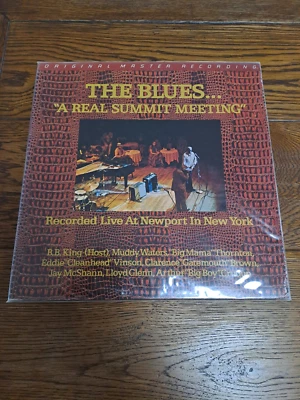 ORIGINAL MASTER RECORDING
THE BLUES...
"A REAL SUMMIT MEETING"
Recorded Live At Newport In New York
B.B. King (Host), Muddy Waters, "Big Mama" Thornton,
Eddie "Cleanhead" Vinson, Clarence "Gatemouth" Brown,
Jay McShann, Lloyd Glenn, Arthur "Big Boy" Crudup